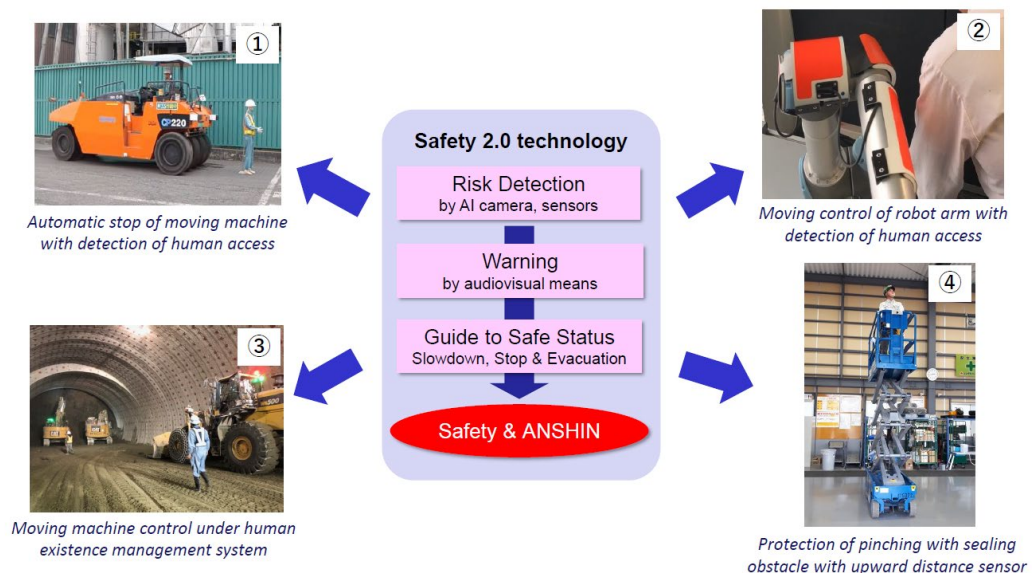 ①
Automatic stop of moving machine
with detection of human access
②
Moving control of robot arm with
detection of human access
Safety 2.0 technology
Risk Detection
by AI camera, sensors
Warning
by audiovisual means
Guide to Safe Status
Slowdown, Stop & Evacuation
Safety & ANSHIN
③
Moving machine control under human
existence management system
④
Protection of pinching with sealing
obstacle with upward distance sensor
CP220